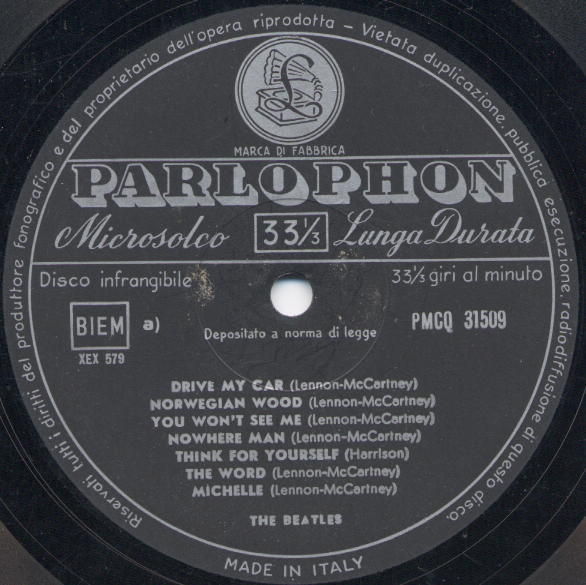 Riservati tutti i diritti del produttore fonografico e del proprietario dell'opera riprodotta - Vietata duplicazione, pubblica esecuzione, radiodiffusione di questo disco.
L
MARCA DI FABBRICA
PARLOPHON
Microsolco 33 1/3 Lunga Durata
Disco infrangibile 33 1/3 giri al minuto
BIEM a) Depositato a norma di legge PMCQ 31509
XEX 579
DRIVE MY CAR (Lennon-McCartney)
NORWEGIAN WOOD (Lennon-McCartney)
YOU WON'T SEE ME (Lennon-McCartney)
NOWHERE MAN (Lennon-McCartney)
THINK FOR YOURSELF (Harrison)
THE WORD (Lennon-McCartney)
MICHELLE (Lennon-McCartney)
THE BEATLES
MADE IN ITALY